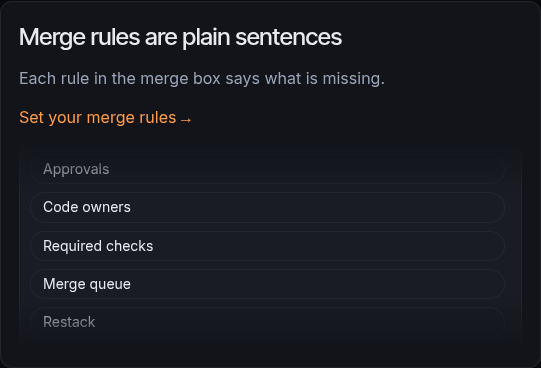 Merge rules are plain sentences
Each rule in the merge box says what is missing.
Set your merge rules →
Approvals
Code owners
Required checks
Merge queue
Restack